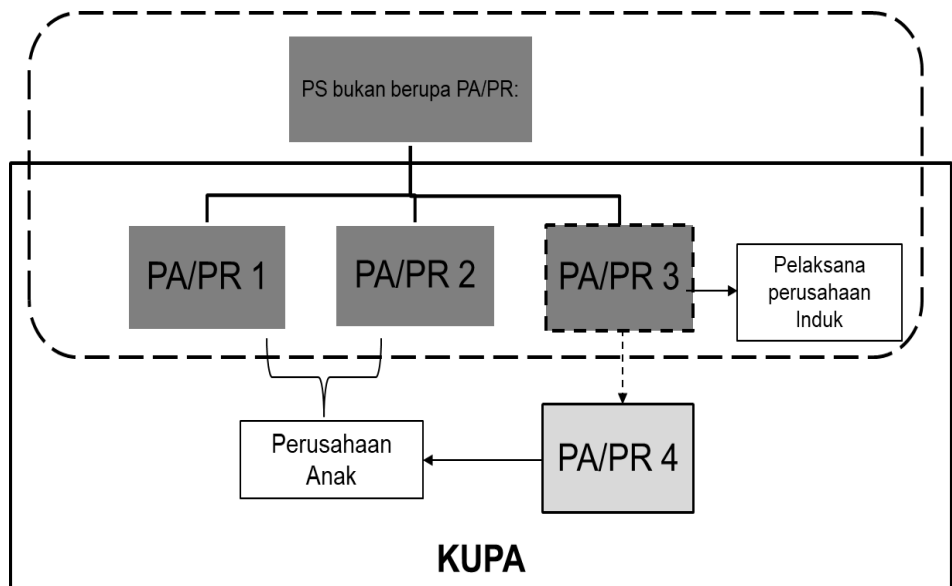 PS bukan berupa PA/PR:
PA/PR 1
PA/PR 2
PA/PR 3
Pelaksana
perusahaan
Induk
Perusahaan
Anak
PA/PR 4
KUPA